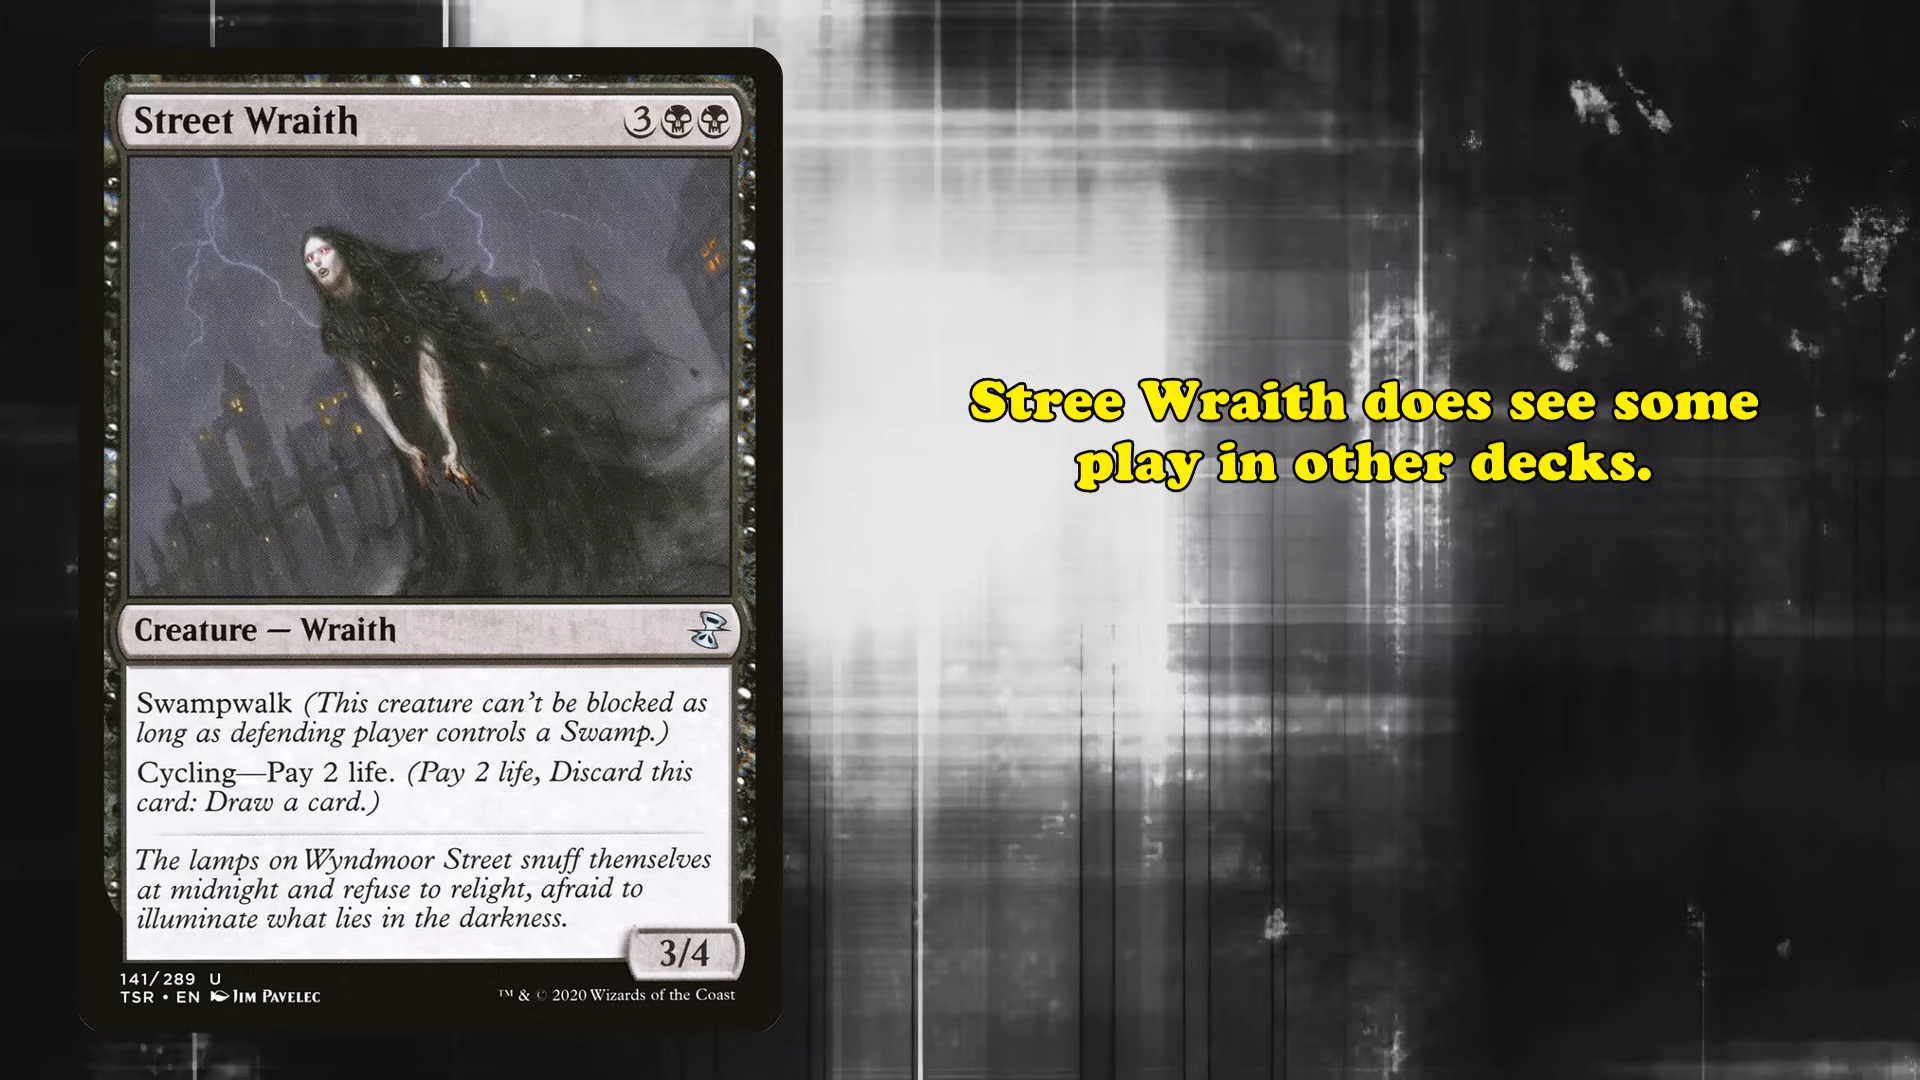 Street Wraith 3
Creature — Wraith
Swampwalk (This creature can't be blocked as
long as defending player controls a Swamp.)
Cycling—Pay 2 life. (Pay 2 life, Discard this
card: Draw a card.)
The lamps on Wyndmoor Street snuff themselves
at midnight and refuse to relight, afraid to
illuminate what lies in the darkness.
3/4
141/289 U
TSR • EN Jim Pavelec
™ & © 2020 Wizards of the Coast
Stree Wraith does see some
play in other decks.